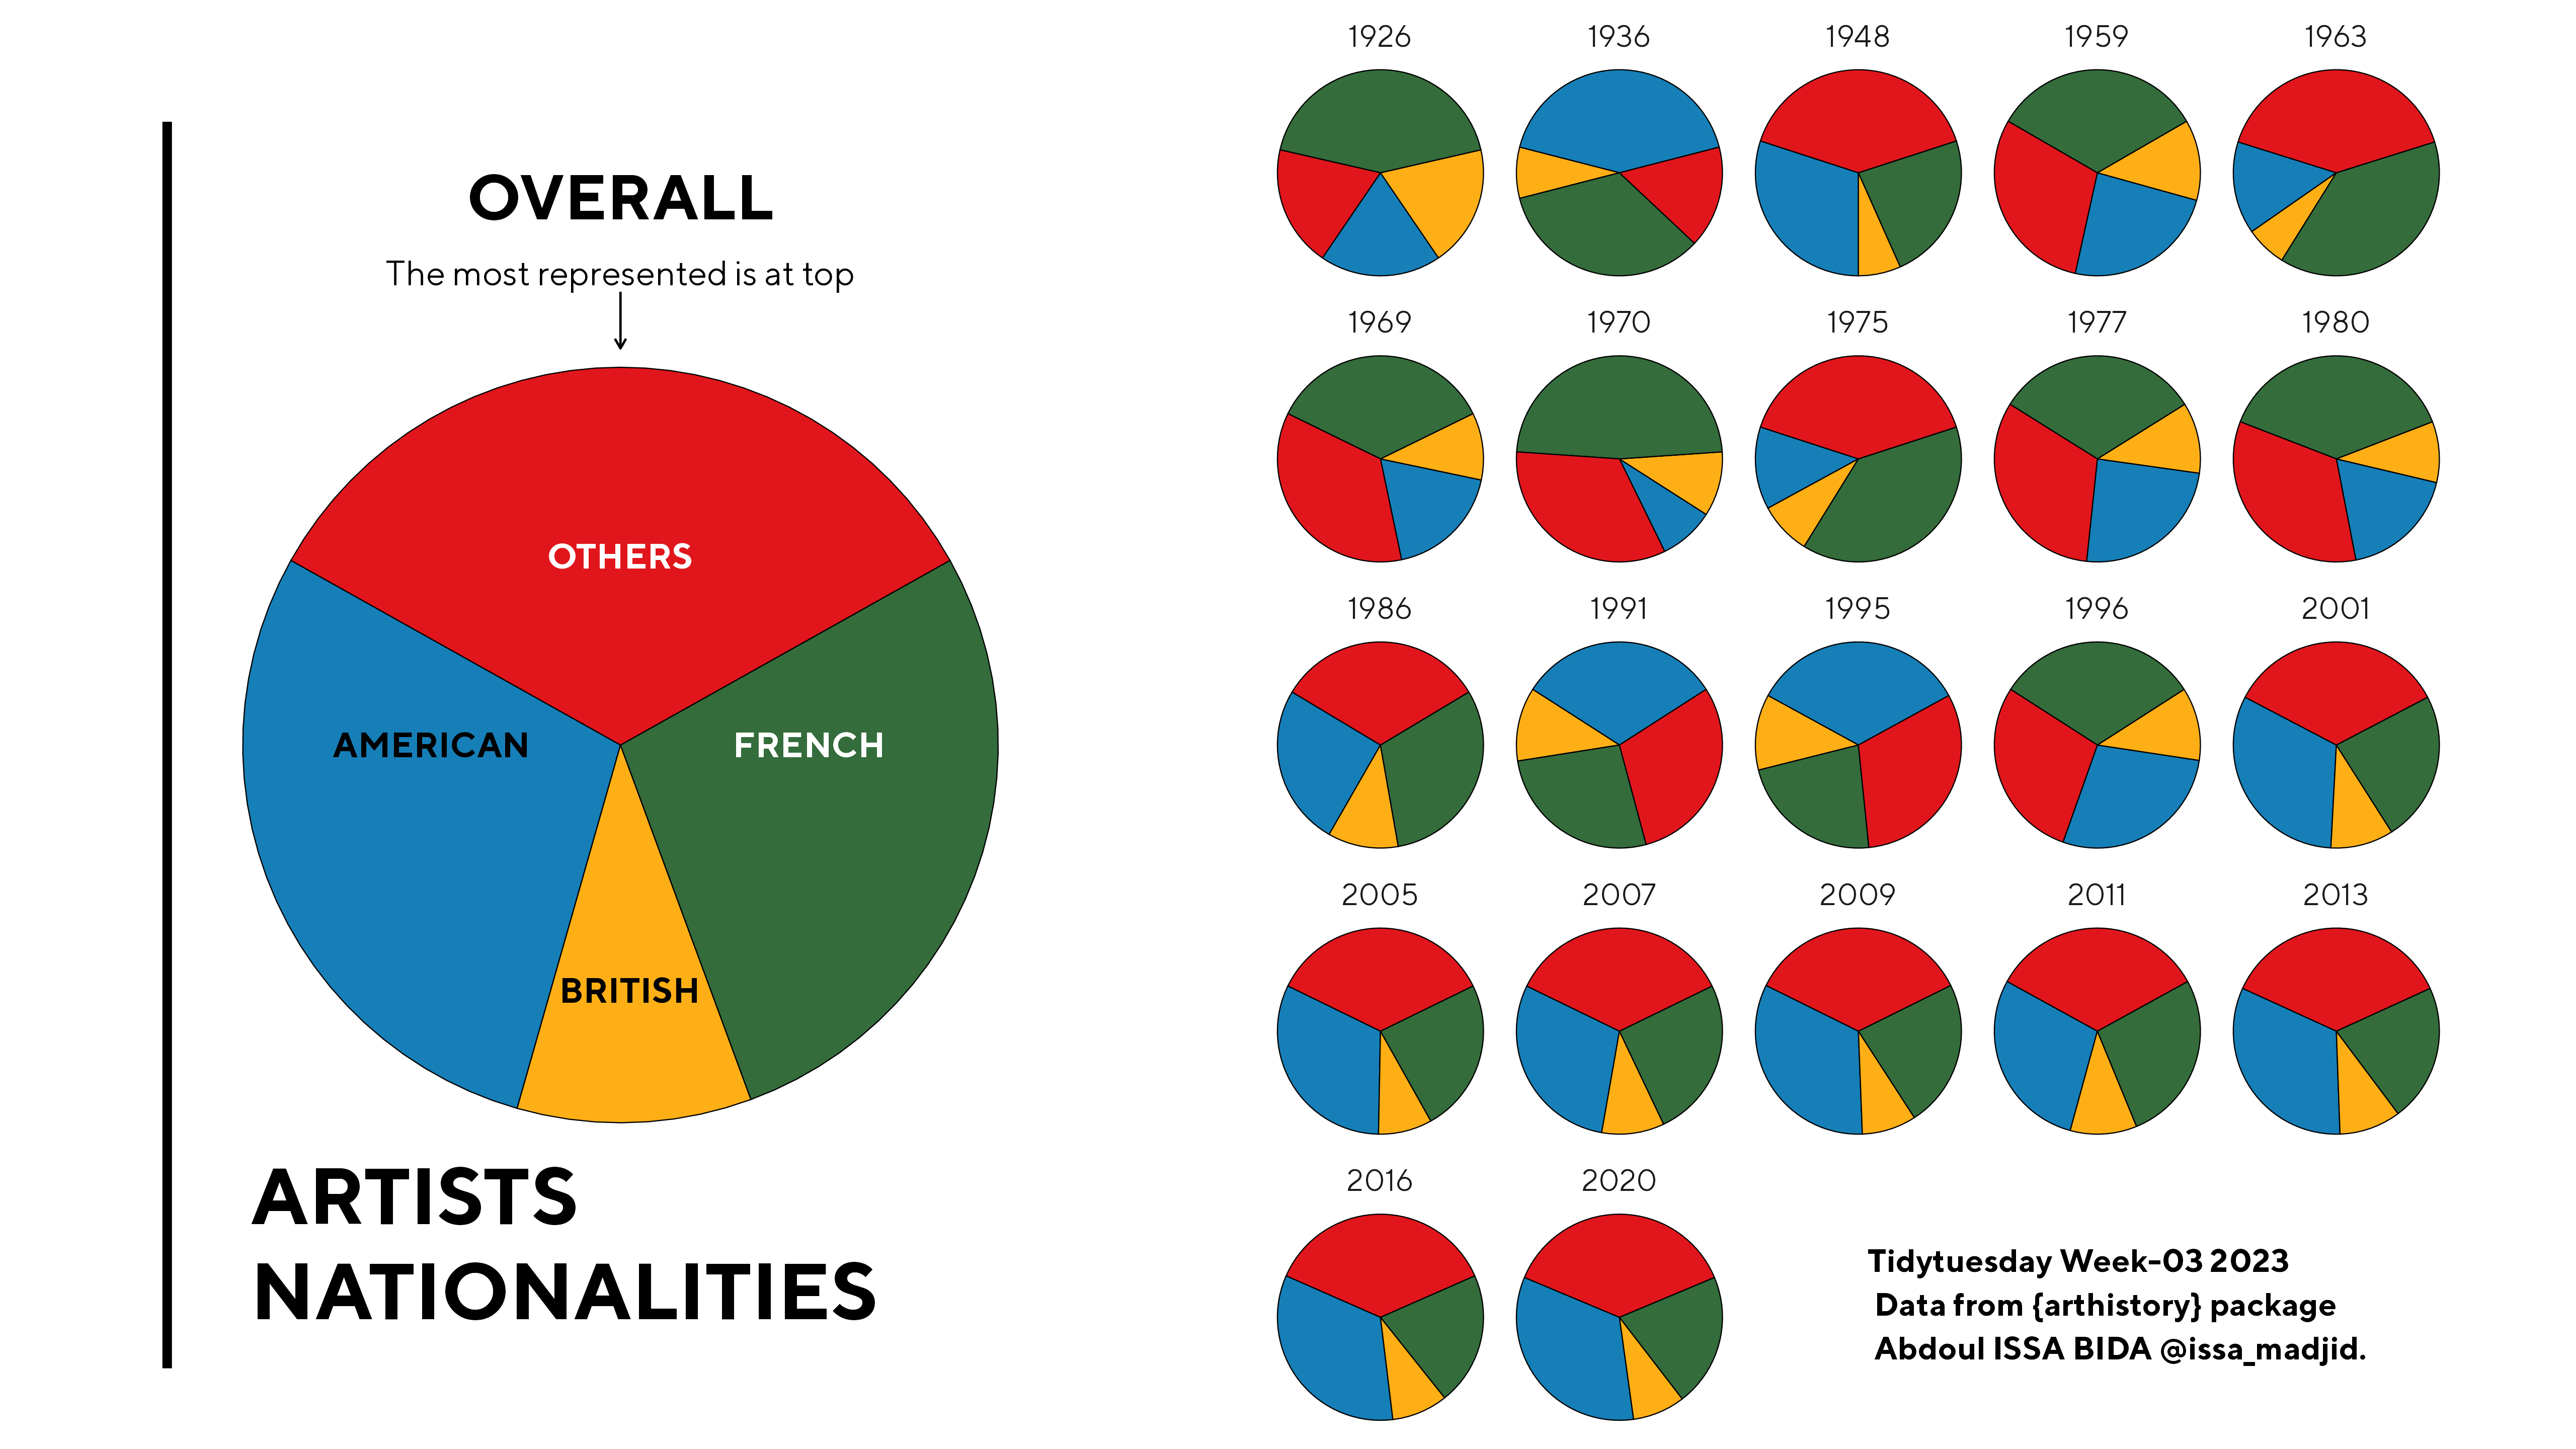 OVERALL
The most represented is at top
OTHERS
AMERICAN
FRENCH
BRITISH
ARTISTS
NATIONALITIES
1926
1936
1948
1959
1963
1969
1970
1975
1977
1980
1986
1991
1995
1996
2001
2005
2007
2009
2011
2013
2016
2020
Tidytuesday Week-03 2023
Data from {arthistory} package
Abdoul ISSA BIDA @issa_madjid.